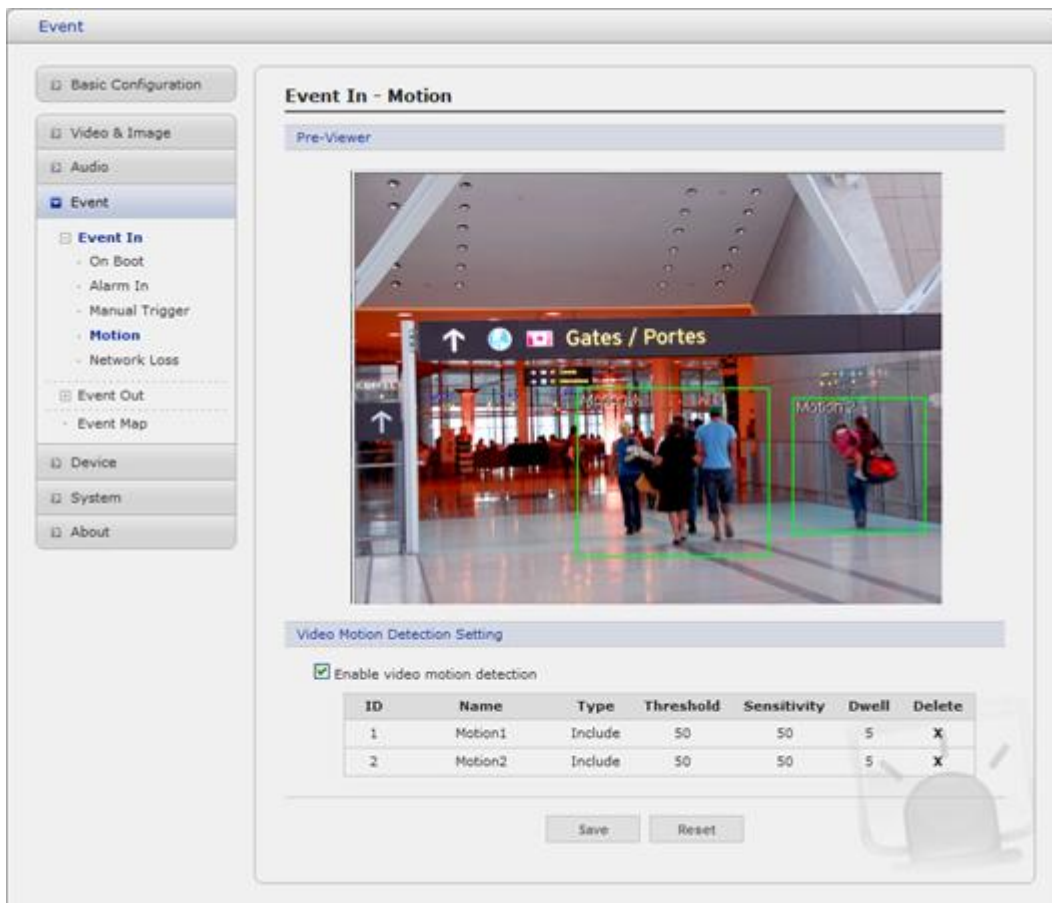 Event
Basic Configuration
Video & Image
Audio
Event
Event In
On Boot
Alarm In
Manual Trigger
Motion
Network Loss
Event Out
Event Map
Device
System
About
Event In - Motion
Pre-Viewer
Gates / Portes
Motion 2
Video Motion Detection Setting
Enable video motion detection
ID Name Type Threshold Sensitivity Dwell Delete
1 Motion1 Include 50 50 5 X
2 Motion2 Include 50 50 5 X
Save Reset